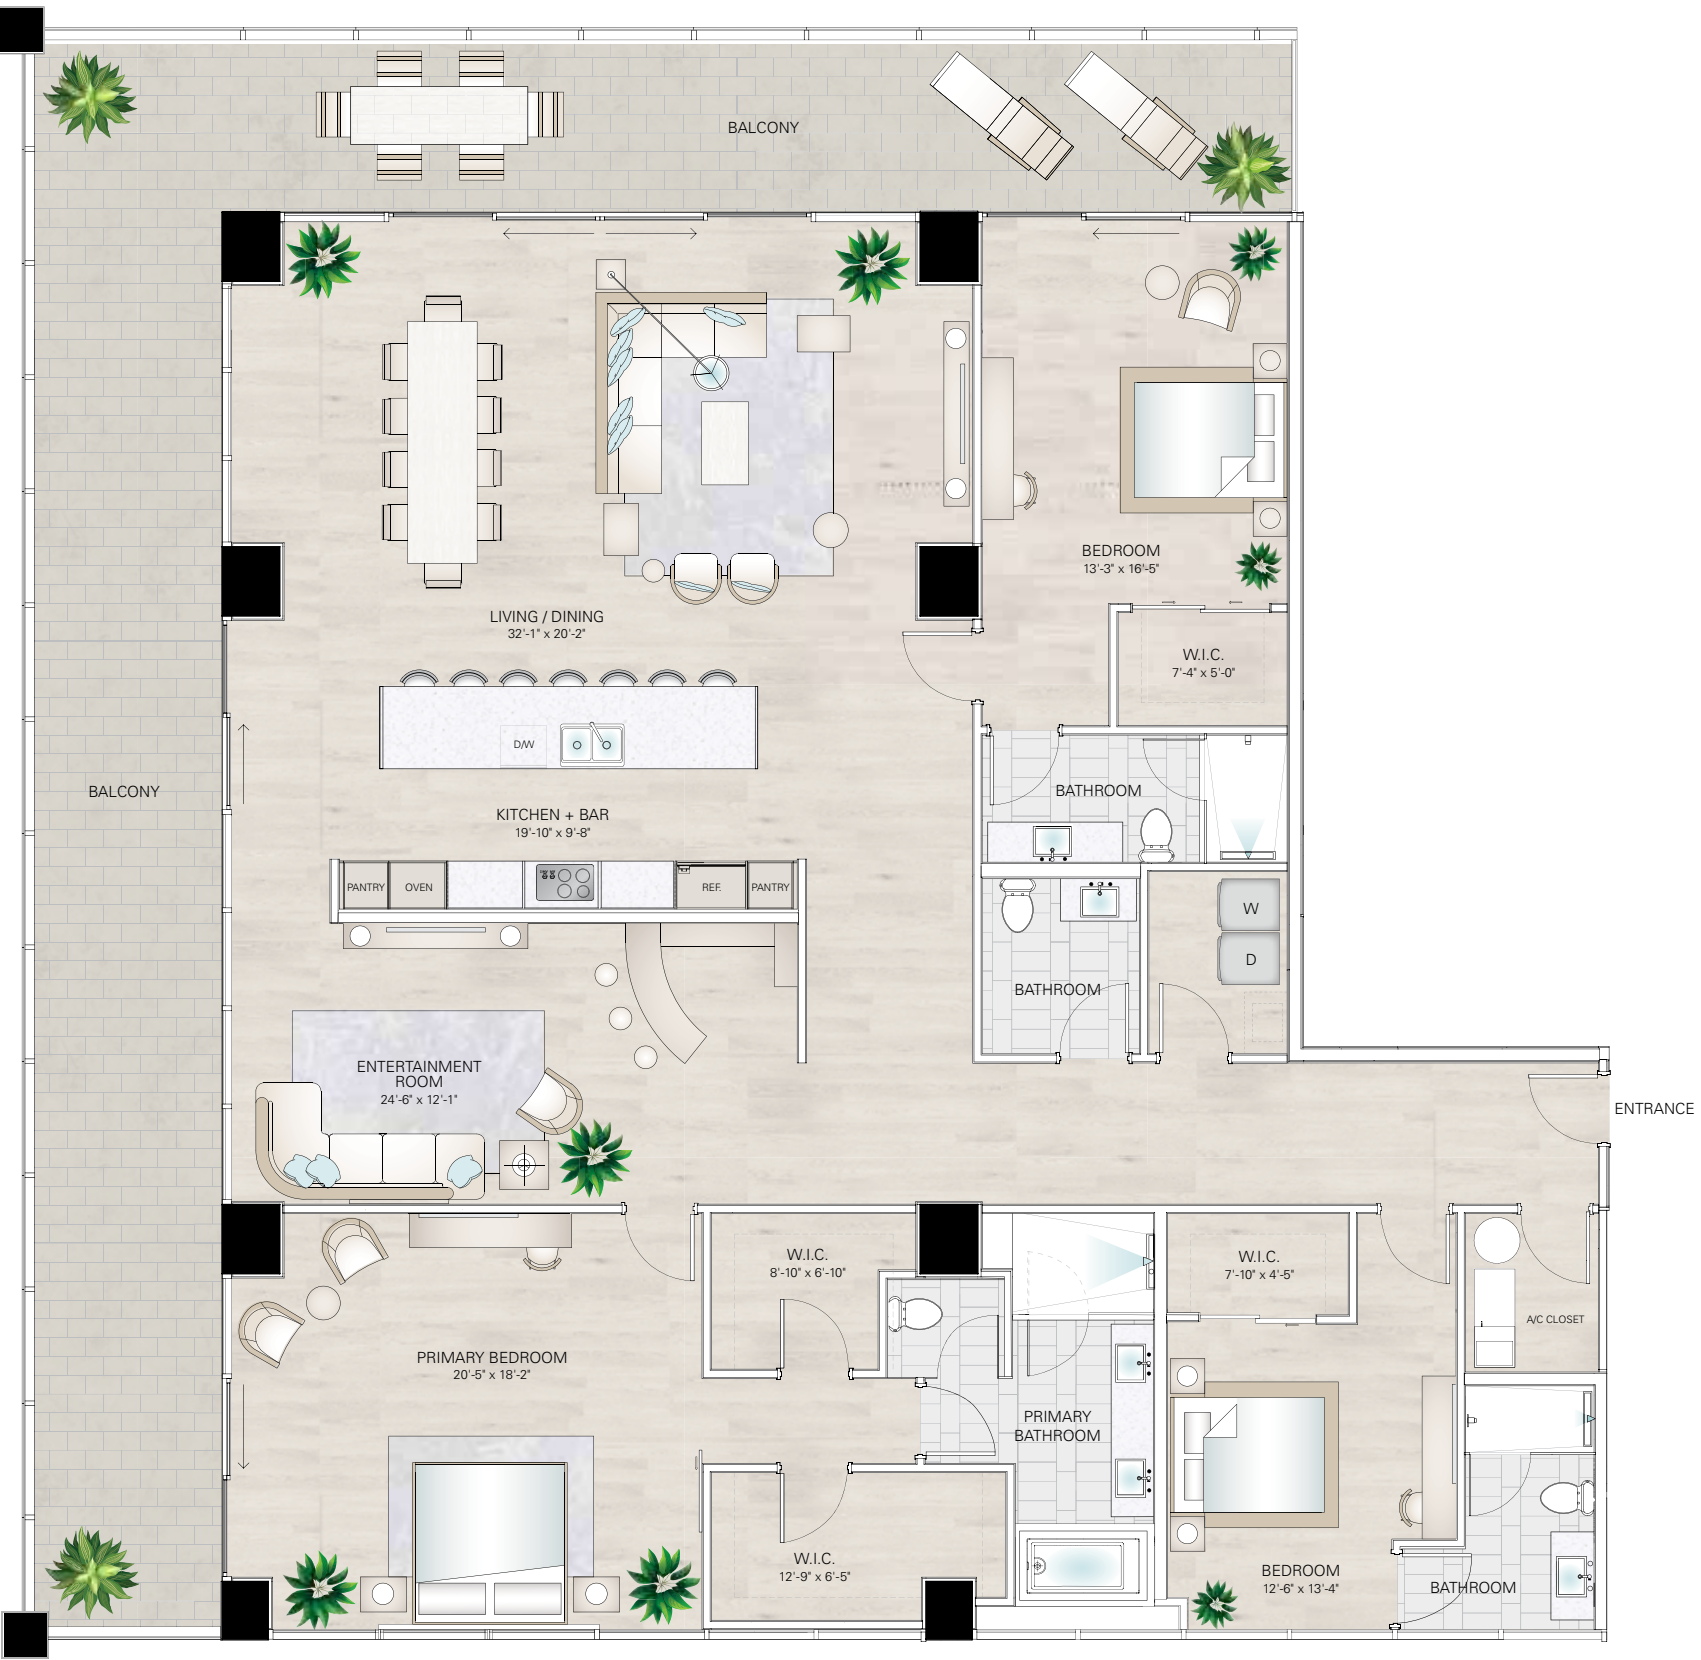 BALCONY
BEDROOM
13'-3" x 16'-5"
LIVING / DINING
32'-1" x 20'-2"
W.I.C.
7'-4" x 5'-0"
D/W
BALCONY
BATHROOM
KITCHEN + BAR
19'-10" x 9'-8"
PANTRY
OVEN
REF.
PANTRY
W
D
BATHROOM
ENTERTAINMENT
ROOM
24'-6" x 12'-1"
ENTRANCE
W.I.C.
8'-10" x 6'-10"
W.I.C.
7'-10" x 4'-5"
A/C CLOSET
PRIMARY BEDROOM
20'-5" x 18'-2"
PRIMARY
BATHROOM
W.I.C.
12'-9" x 6'-5"
BEDROOM
12'-6" x 13'-4"
BATHROOM